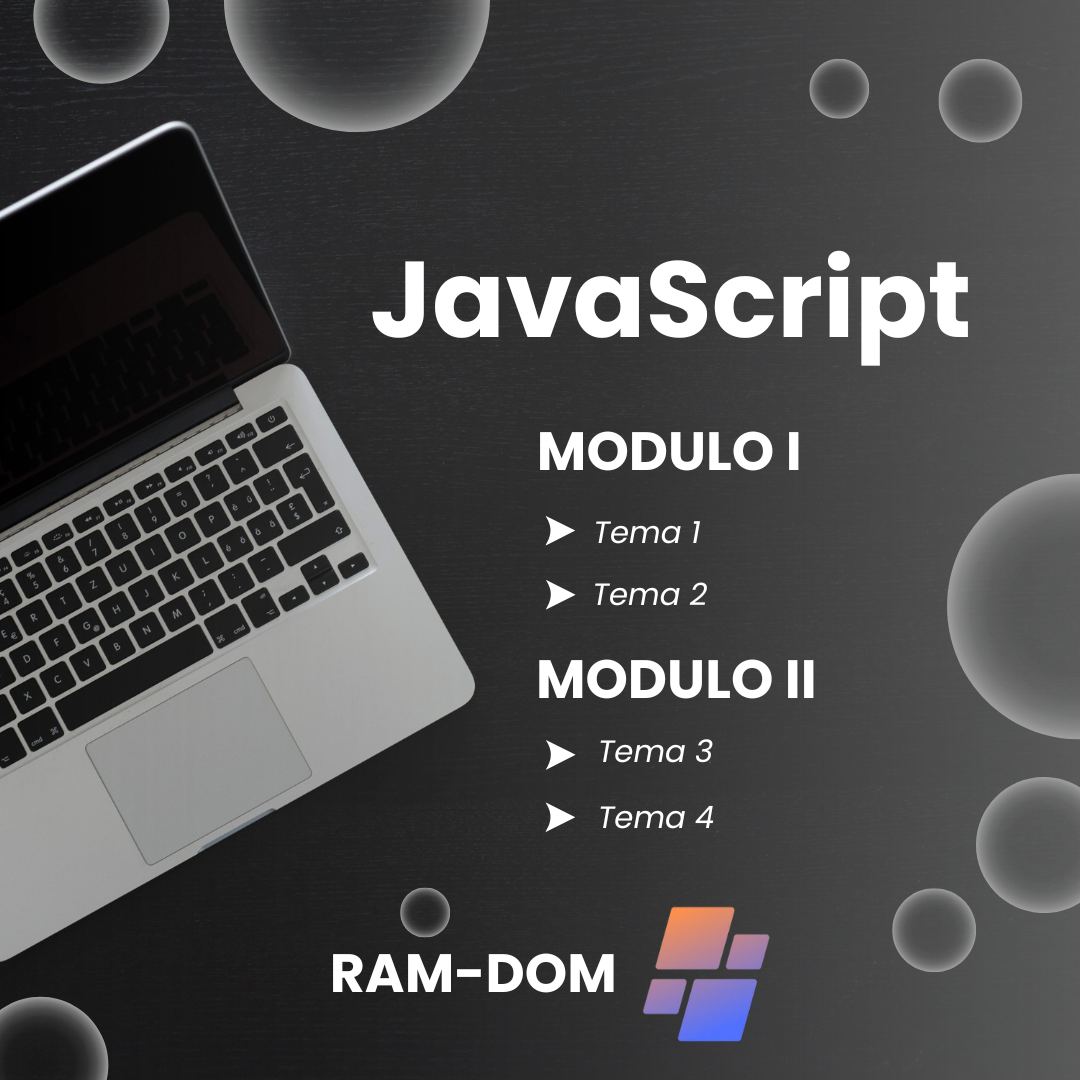 JavaScript
MODULO I
Tema 1
Tema 2
MODULO II
Tema 3
Tema 4
RAM-DOM